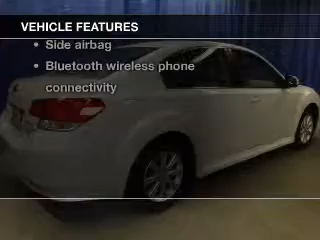 VEHICLE FEATURES
• Side airbag
• Bluetooth wireless phone
connectivity